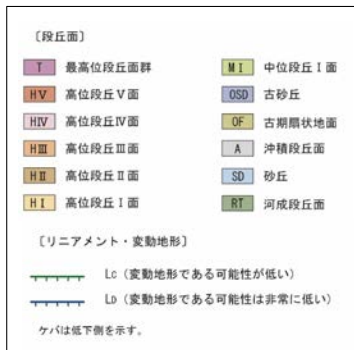 〔段丘面〕
T 最高位段丘面群
HⅤ 高位段丘Ⅴ面
HⅣ 高位段丘Ⅳ面
HⅢ 高位段丘Ⅲ面
HⅡ 高位段丘Ⅱ面
HⅠ 高位段丘Ⅰ面
MⅠ 中位段丘Ⅰ面
OSD 古砂丘
OF 古期扇状地面
A 沖積段丘面
SD 砂丘
RT 河成段丘面
〔リニアメント・変動地形〕
LC（変動地形である可能性が低い）
LD（変動地形である可能性は非常に低い）
ケバは低下側を示す。